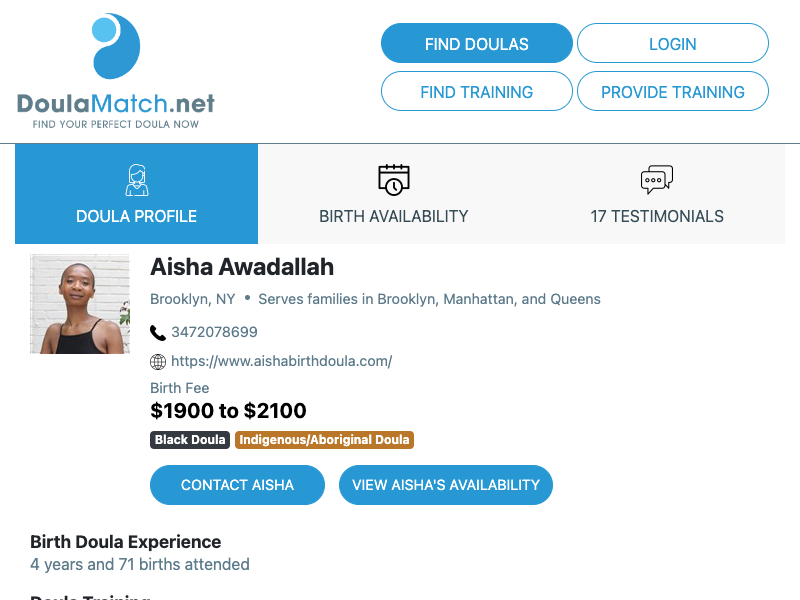 DoulaMatch.net
FIND YOUR PERFECT DOULA NOW
FIND DOULAS
LOGIN
FIND TRAINING
PROVIDE TRAINING
DOULA PROFILE
BIRTH AVAILABILITY
17 TESTIMONIALS
Aisha Awadallah
Brooklyn, NY • Serves families in Brooklyn, Manhattan, and Queens
3472078699
https://www.aishabirthdoula.com/
Birth Fee
$1900 to $2100
Black Doula Indigenous/Aboriginal Doula
CONTACT AISHA
VIEW AISHA'S AVAILABILITY
Birth Doula Experience
4 years and 71 births attended
Doula Training